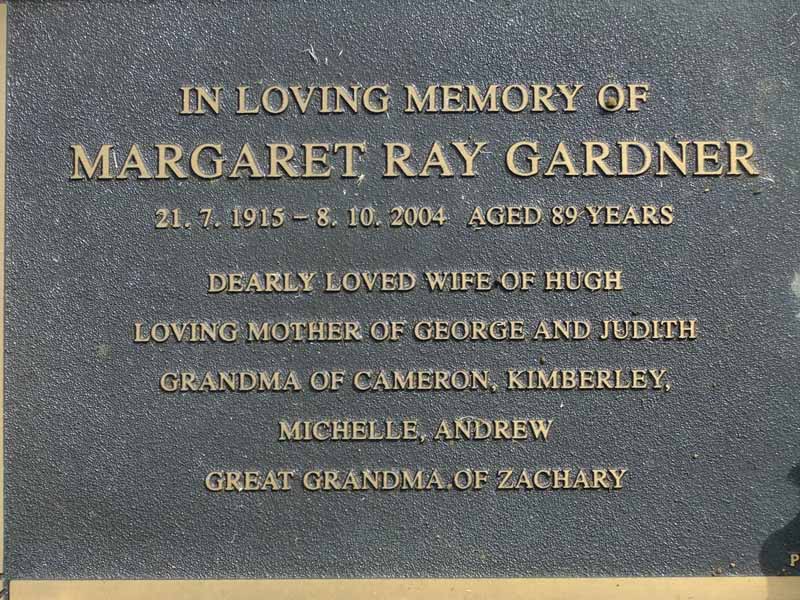 IN LOVING MEMORY OF
MARGARET RAY GARDNER
21. 7. 1915 – 8. 10. 2004 AGED 89 YEARS
DEARLY LOVED WIFE OF HUGH
LOVING MOTHER OF GEORGE AND JUDITH
GRANDMA OF CAMERON, KIMBERLEY,
MICHELLE, ANDREW
GREAT GRANDMA OF ZACHARY